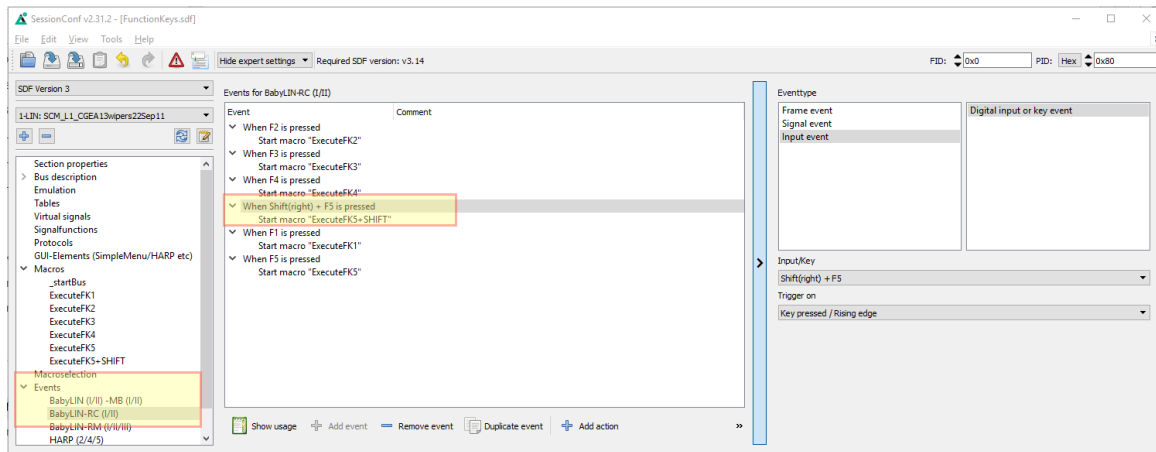 SessionConf v2.31.2 - [FunctionKeys.sdf]
File Edit View Tools Help
Hide expert settings Required SDF version: v3.14
FID: 0x0 PID: Hex 0x80
SDF Version 3
1-LIN: SCM_L1_CGEA13wipers22Sep11
Section properties
Bus description
Emulation
Tables
Virtual signals
Signalfunctions
Protocols
GUI-Elements (SimpleMenu/HARP etc)
Macros
_startBus
ExecuteFK1
ExecuteFK2
ExecuteFK3
ExecuteFK4
ExecuteFK5
ExecuteFK5+SHIFT
Macroselection
Events
BabyLIN (I/II) -MB (I/II)
BabyLIN-RC (I/II)
BabyLIN-RM (I/II/III)
HARP (2/4/5)
Events for BabyLIN-RC (I/II)
Event Comment
When F2 is pressed
Start macro "ExecuteFK2"
When F3 is pressed
Start macro "ExecuteFK3"
When F4 is pressed
Start macro "ExecuteFK4"
When Shift(right) + F5 is pressed
Start macro "ExecuteFK5+SHIFT"
When F1 is pressed
Start macro "ExecuteFK1"
When F5 is pressed
Start macro "ExecuteFK5"
Show usage Add event Remove event Duplicate event Add action »
Eventtype
Frame event
Signal event
Input event
Digital input or key event
Input/Key
Shift(right) + F5
Trigger on
Key pressed / Rising edge